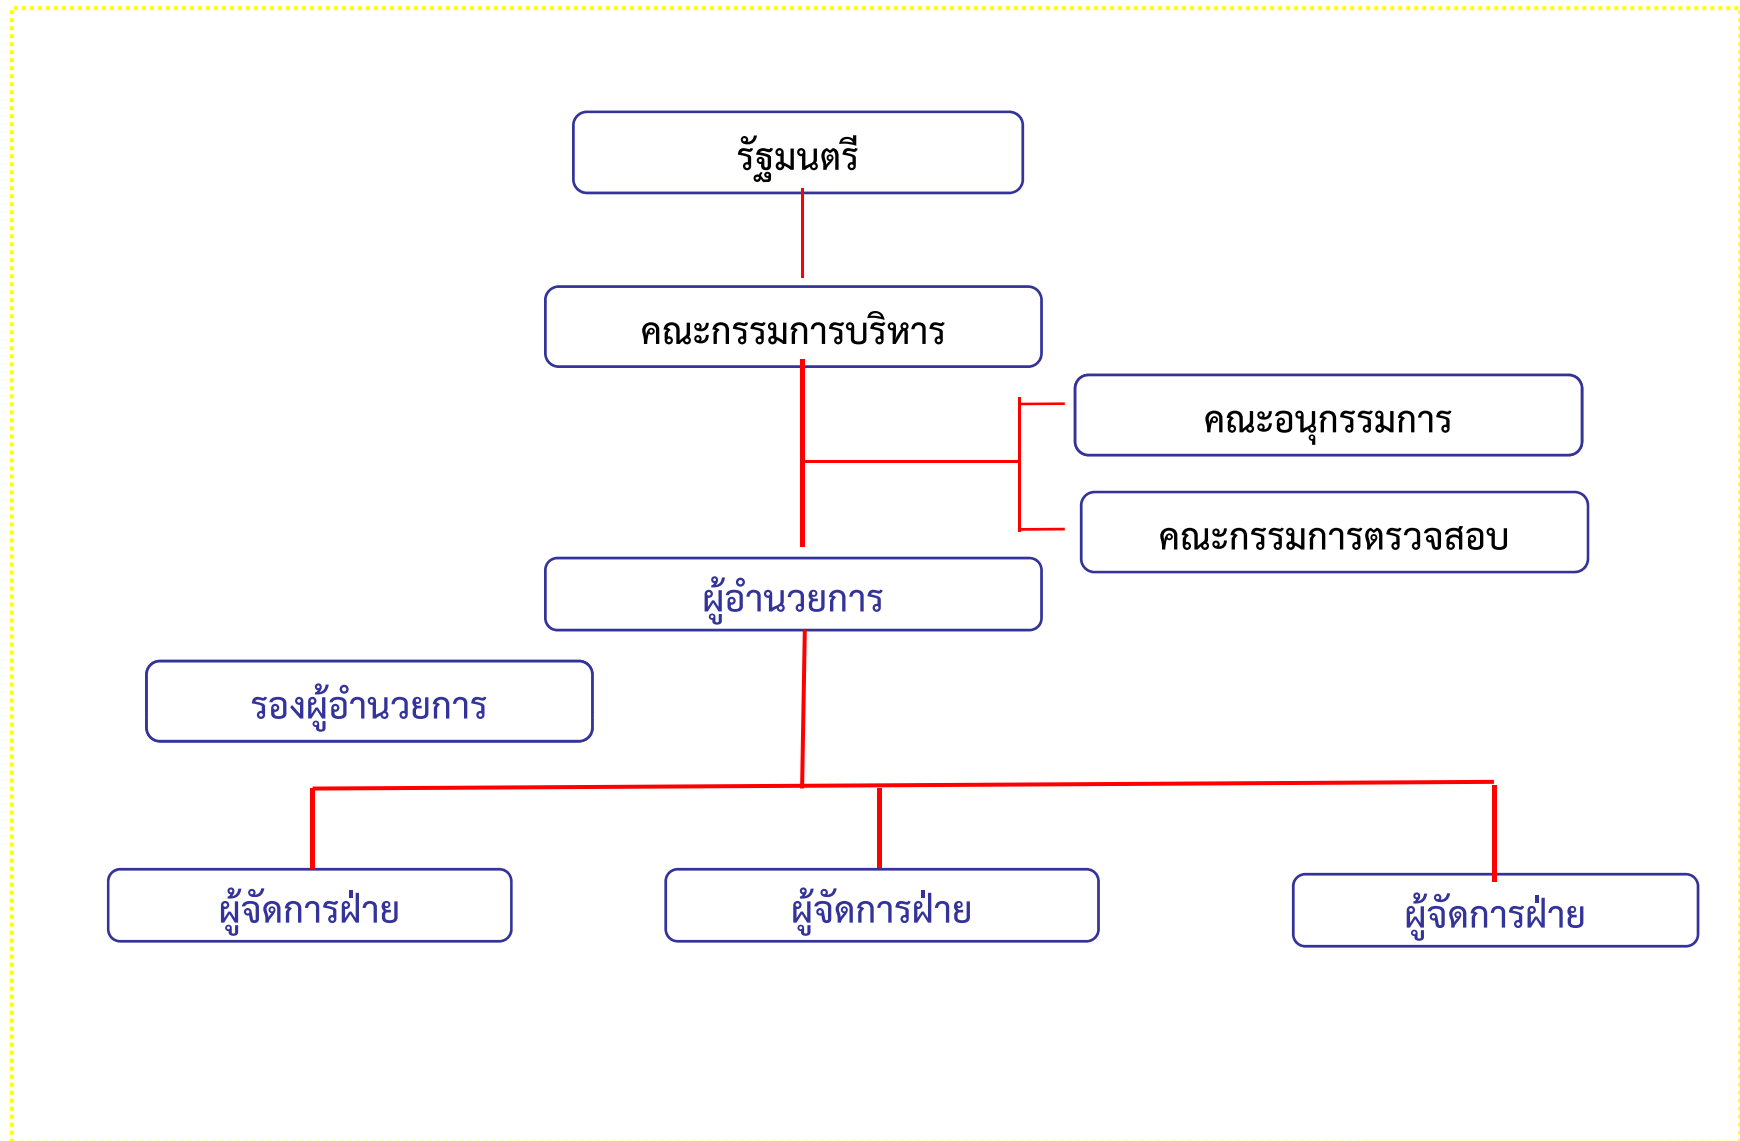 รัฐมนตรี
คณะกรรมการบริหาร
คณะอนุกรรมการ
คณะกรรมการตรวจสอบ
ผู้อำนวยการ
รองผู้อำนวยการ
ผู้จัดการฝ่าย
ผู้จัดการฝ่าย
ผู้จัดการฝ่าย